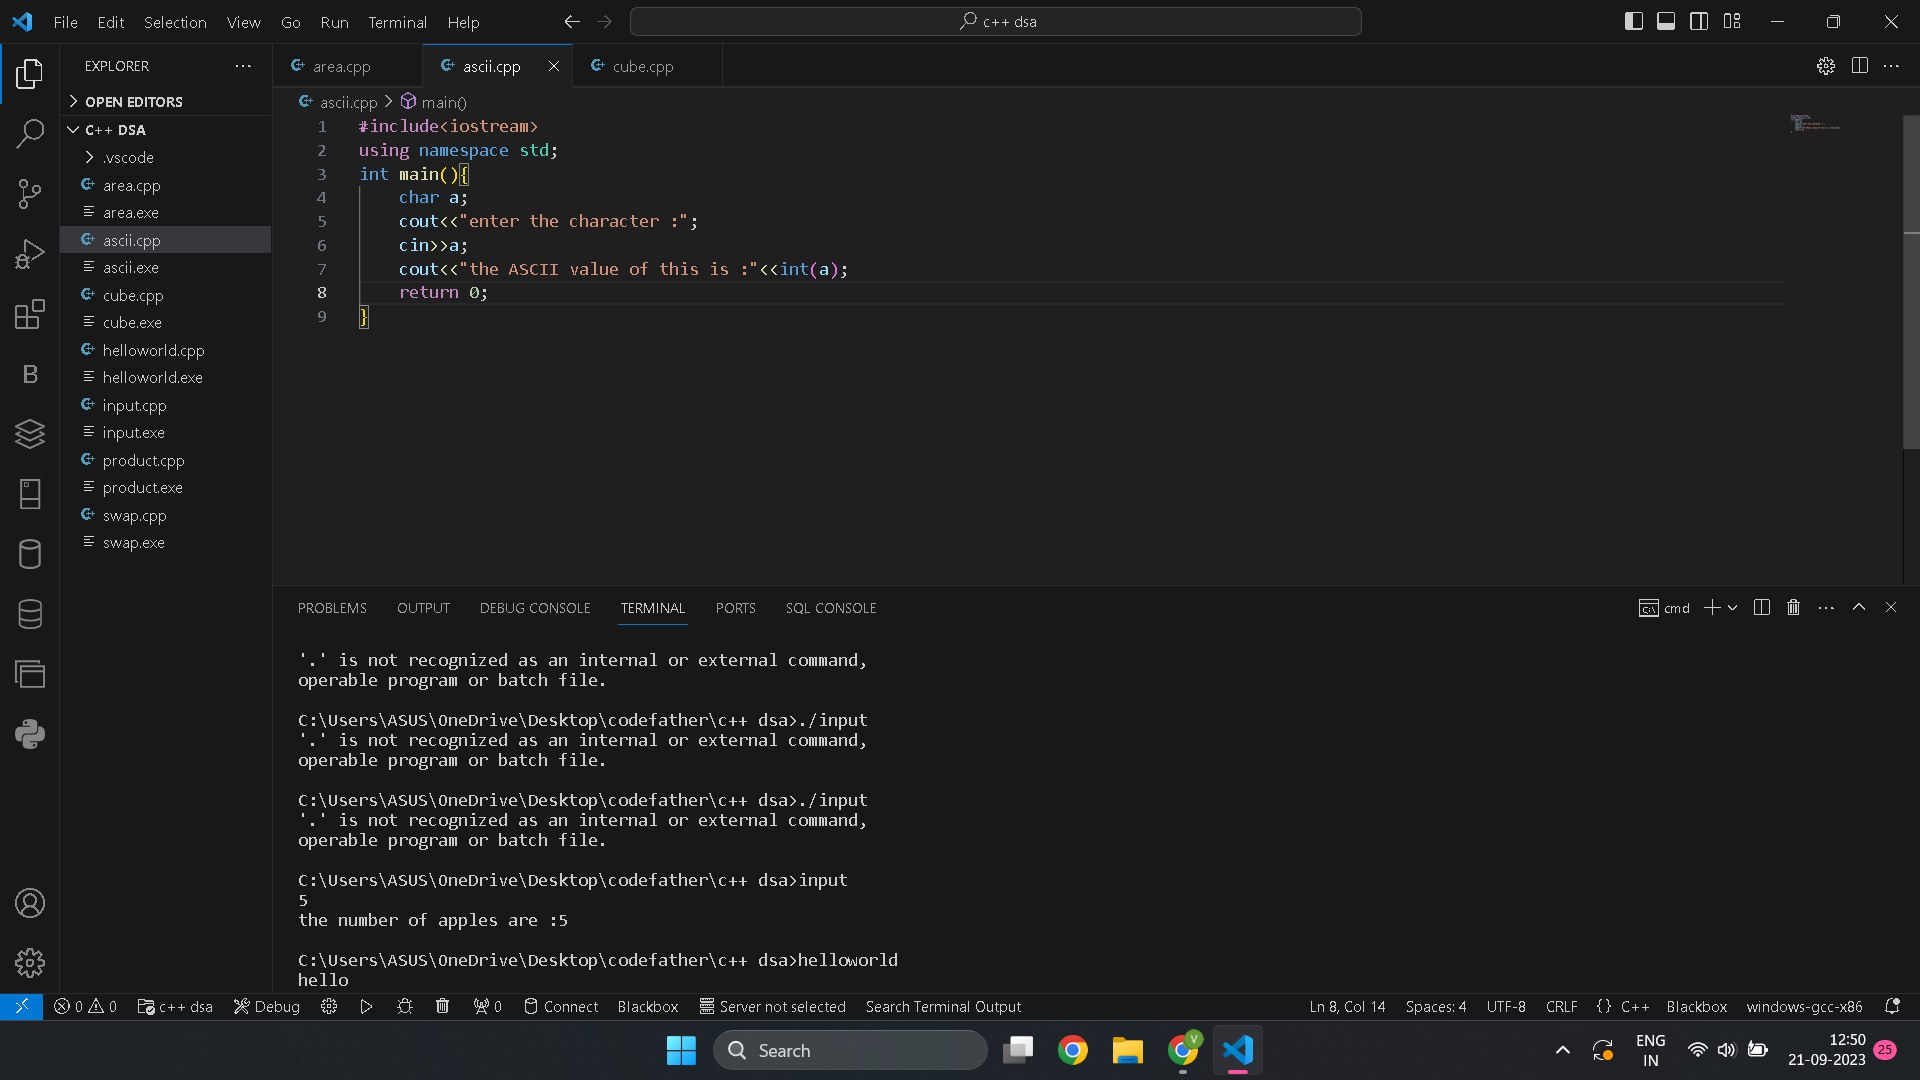 File Edit Selection View Go Run Terminal Help
c++ dsa
EXPLORER
OPEN EDITORS
C++ DSA
.vscode
area.cpp
area.exe
ascii.cpp
ascii.exe
cube.cpp
cube.exe
helloworld.cpp
helloworld.exe
input.cpp
input.exe
product.cpp
product.exe
swap.cpp
swap.exe
area.cpp ascii.cpp cube.cpp
ascii.cpp > main()
1 #include<iostream>
2 using namespace std;
3 int main(){
4 char a;
5 cout<<"enter the character :";
6 cin>>a;
7 cout<<"the ASCII value of this is :"<<int(a);
8 return 0;
9 }
PROBLEMS OUTPUT DEBUG CONSOLE TERMINAL PORTS SQL CONSOLE
cmd
'.' is not recognized as an internal or external command,
operable program or batch file.
C:\Users\ASUS\OneDrive\Desktop\codefather\c++ dsa>./input
'.' is not recognized as an internal or external command,
operable program or batch file.
C:\Users\ASUS\OneDrive\Desktop\codefather\c++ dsa>./input
'.' is not recognized as an internal or external command,
operable program or batch file.
C:\Users\ASUS\OneDrive\Desktop\codefather\c++ dsa>input
5
the number of apples are :5
C:\Users\ASUS\OneDrive\Desktop\codefather\c++ dsa>helloworld
hello
0 0 c++ dsa Debug 0 Connect Blackbox Server not selected Search Terminal Output Ln 8, Col 14 Spaces: 4 UTF-8 CRLF {} C++ Blackbox windows-gcc-x86
Search
V
ENG
IN
12:50
21-09-2023
25